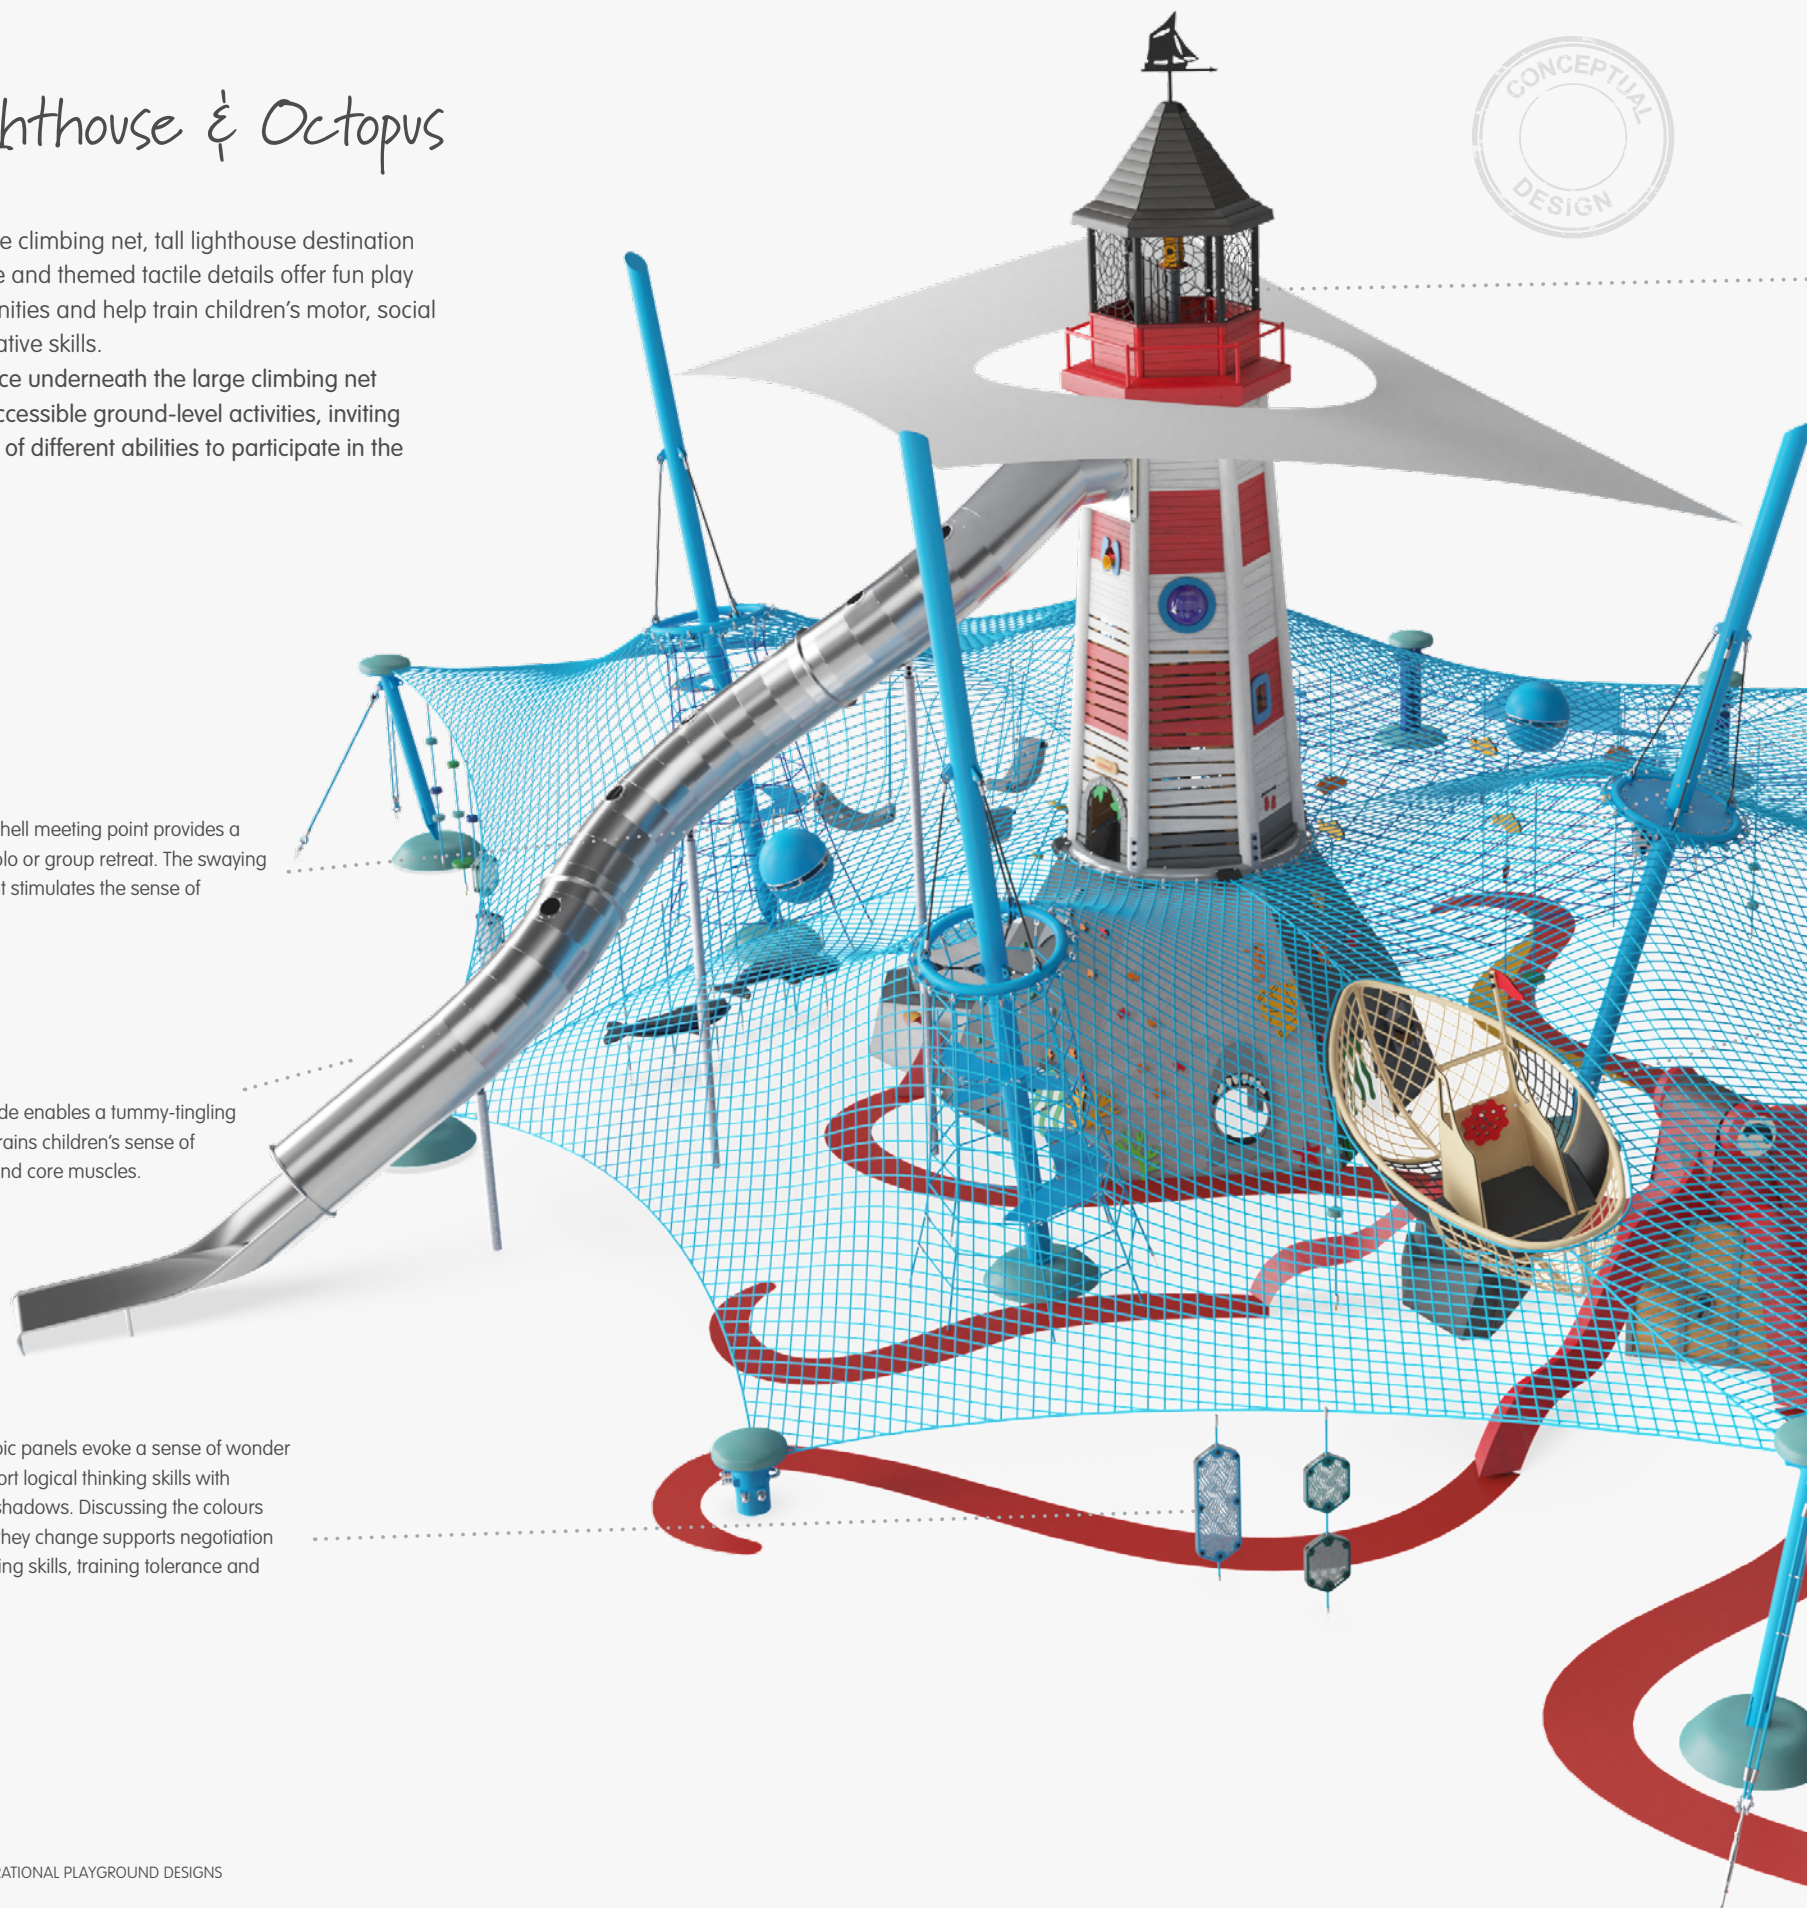 hthouse & Octopus
e climbing net, tall lighthouse destination
e and themed tactile details offer fun play
nities and help train children's motor, social
ative skills.
ce underneath the large climbing net
ccessible ground-level activities, inviting
of different abilities to participate in the
CONCEPTUAL
DESIGN
hell meeting point provides a
olo or group retreat. The swaying
t stimulates the sense of
de enables a tummy-tingling
rains children's sense of
nd core muscles.
pic panels evoke a sense of wonder
ort logical thinking skills with
shadows. Discussing the colours
they change supports negotiation
ing skills, training tolerance and
RATIONAL PLAYGROUND DESIGNS